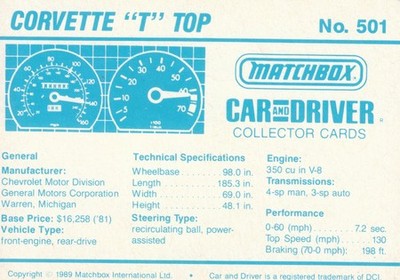 CORVETTE "T" TOP
No. 501
MATCHBOX
CAR AND DRIVER ®
COLLECTOR CARDS
General
Manufacturer:
Chevrolet Motor Division
General Motors Corporation
Warren, Michigan
Base Price: $16,258 ('81)
Vehicle Type:
front-engine, rear-drive
Technical Specifications
Wheelbase 98.0 in.
Length 185.3 in.
Width 69.0 in.
Height 48.1 in.
Steering Type:
recirculating ball, power-
assisted
Engine:
350 cu in V-8
Transmissions:
4-sp man, 3-sp auto
Performance
0-60 (mph) 7.2 sec.
Top Speed (mph) 130
Braking (70-0 mph): 198 ft.
Copyright © 1989 Matchbox International Ltd.
Car and Driver is a registered trademark of DCI.